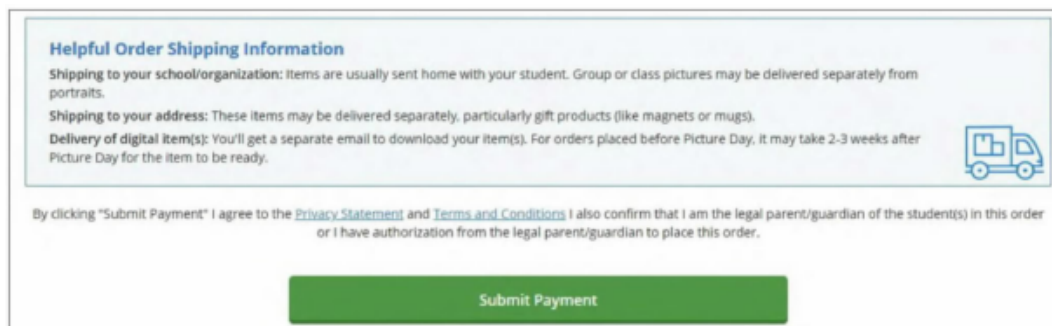 Helpful Order Shipping Information
Shipping to your school/organization: Items are usually sent home with your student. Group or class pictures may be delivered separately from
portraits.
Shipping to your address: These items may be delivered separately, particularly gift products (like magnets or mugs).
Delivery of digital item(s): You'll get a separate email to download your item(s). For orders placed before Picture Day, it may take 2-3 weeks after
Picture Day for the item to be ready.
By clicking "Submit Payment" I agree to the Privacy Statement and Terms and Conditions I also confirm that I am the legal parent/guardian of the student(s) in this order
or I have authorization from the legal parent/guardian to place this order.
Submit Payment